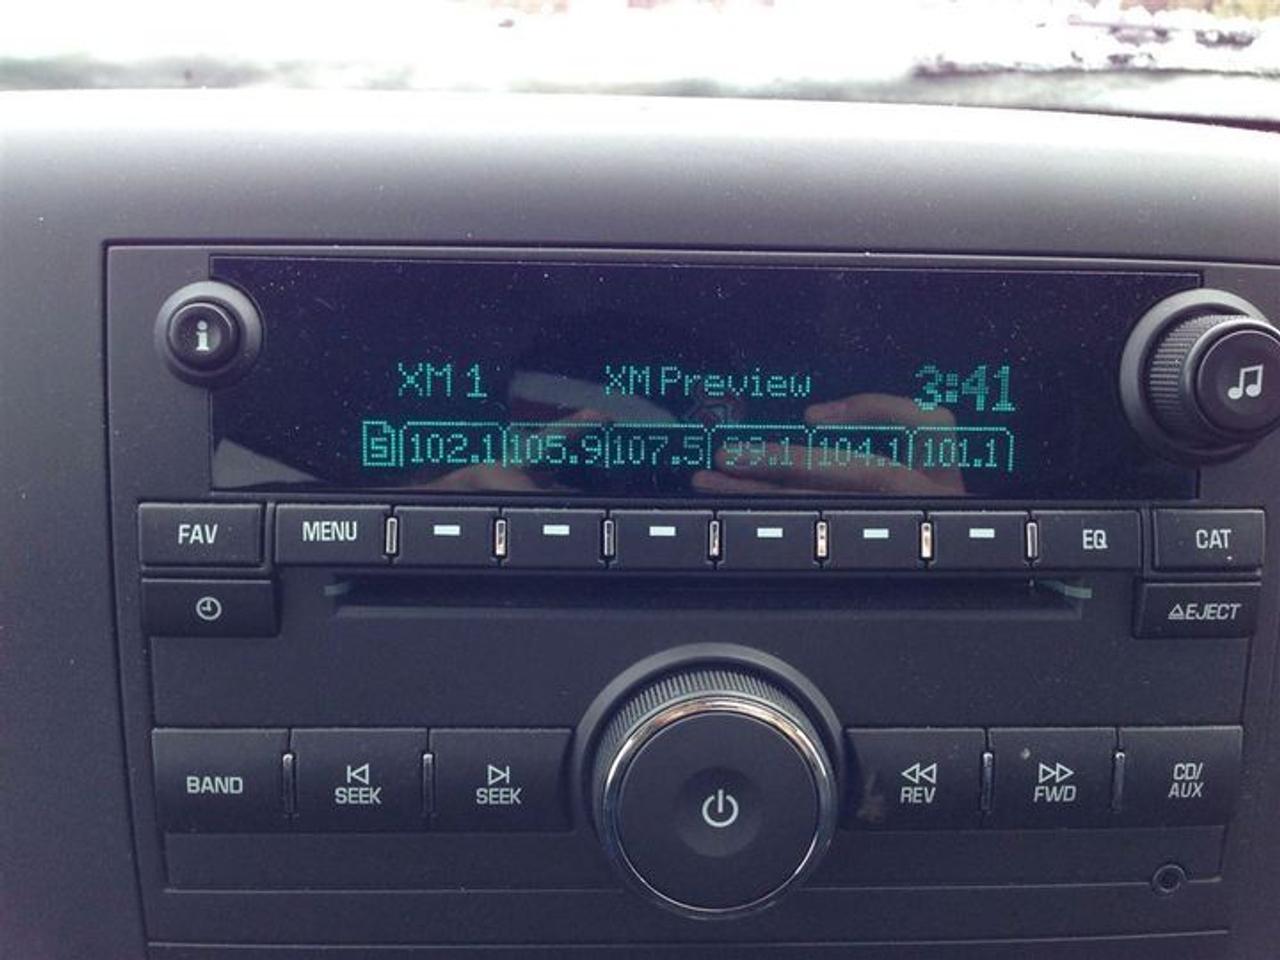 XM 1 XM Preview 3:41
5 102.1 105.9 107.5 99.1 104.1 101.1
FAV MENU EQ CAT
EJECT
BAND SEEK SEEK REV FWD CD/
AUX